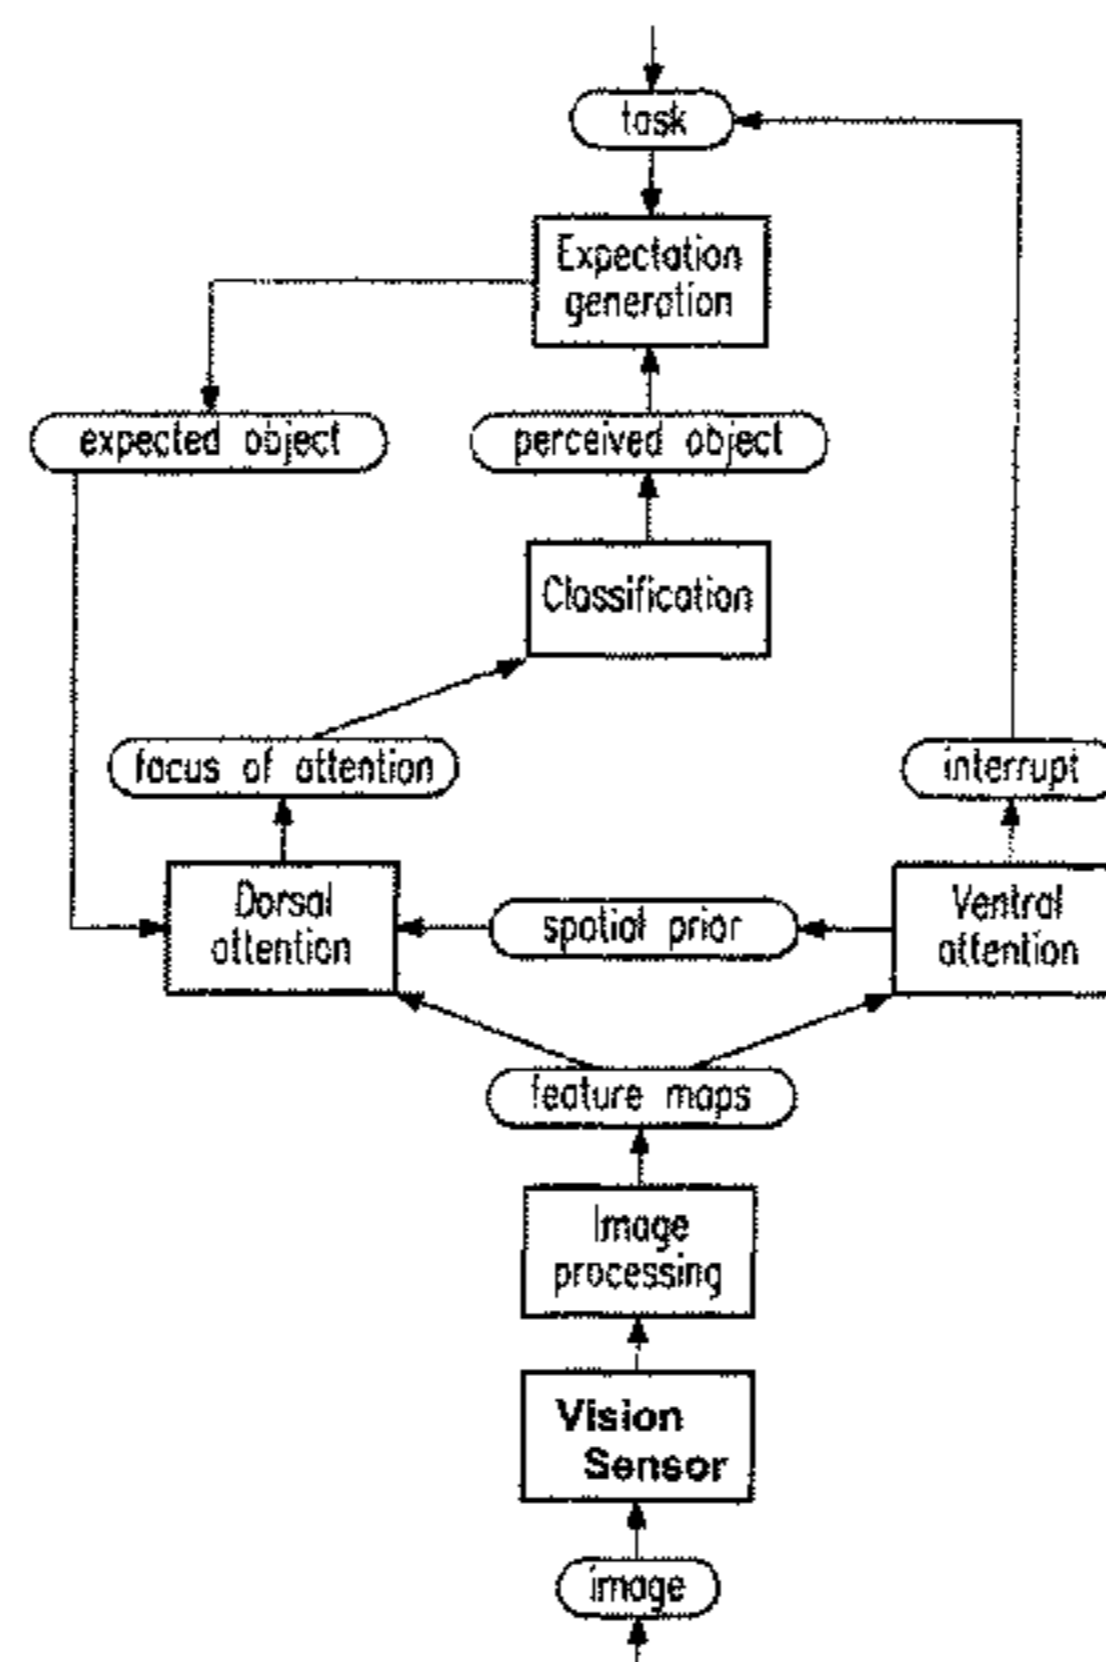 task
Expectation
generation
expected object
perceived object
Classification
focus of attention
interrupt
Dorsal
attention
spatial prior
Ventral
attention
feature maps
Image
processing
Vision
Sensor
image